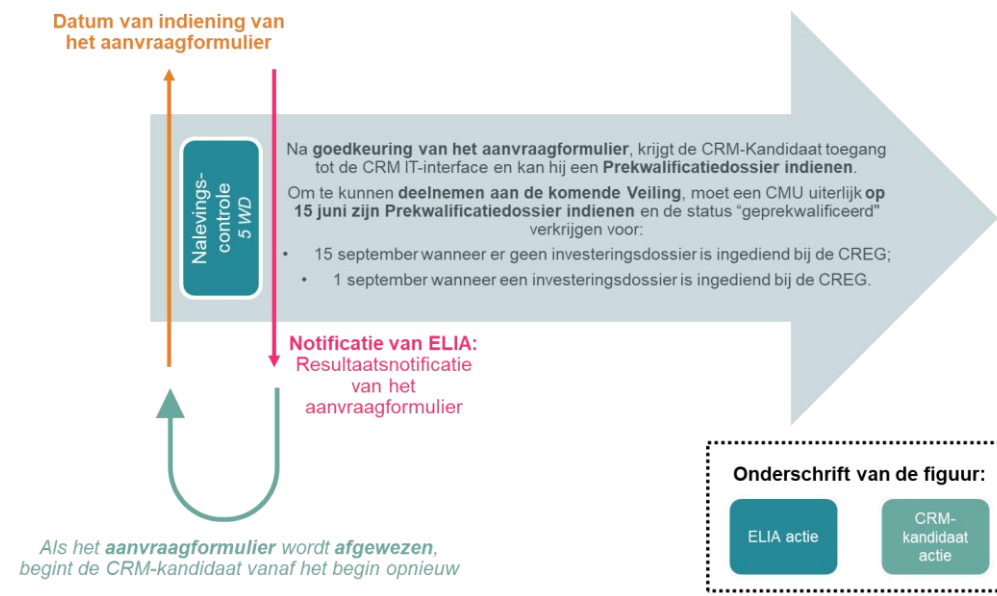 Datum van indiening van
het aanvraagformulier
Nalevings-
controle
5 WD
Na goedkeuring van het aanvraagformulier, krijgt de CRM-Kandidaat toegang
tot de CRM IT-interface en kan hij een Prekwalificatiedossier indienen.
Om te kunnen deelnemen aan de komende Veiling, moet een CMU uiterlijk op
15 juni zijn Prekwalificatiedossier indienen en de status “geprekwalificeerd”
verkrijgen voor:
• 15 september wanneer er geen investeringsdossier is ingediend bij de CREG;
• 1 september wanneer een investeringsdossier is ingediend bij de CREG.
Notificatie van ELIA:
Resultaatsnotificatie
van het
aanvraagformulier
Als het aanvraagformulier wordt afgewezen,
begint de CRM-kandidaat vanaf het begin opnieuw
Onderschrift van de figuur:
ELIA actie
CRM-
kandidaat
actie